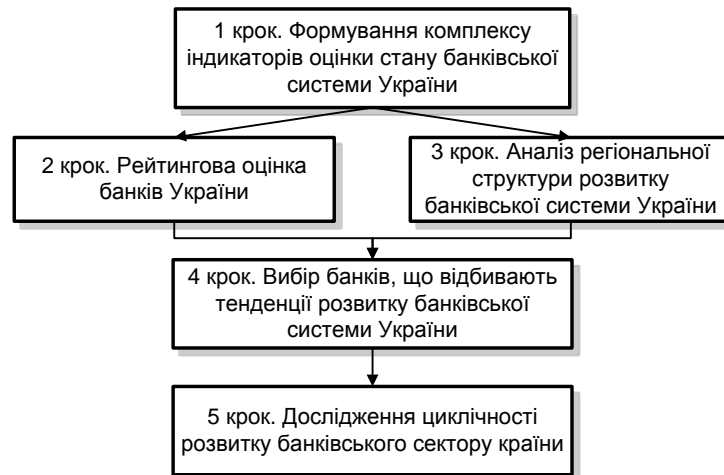 1 крок. Формування комплексу
індикаторів оцінки стану банківської
системи України
2 крок. Рейтингова оцінка
банків України
3 крок. Аналіз регіональної
структури розвитку
банківської системи України
4 крок. Вибір банків, що відбивають
тенденції розвитку банківської
системи України
5 крок. Дослідження циклічності
розвитку банківського сектору країни